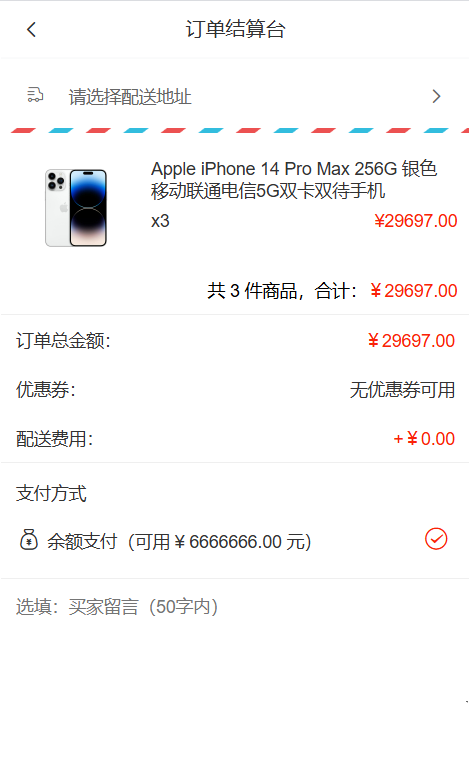 订单结算台
请选择配送地址
Apple iPhone 14 Pro Max 256G 银色
移动联通电信5G双卡双待手机
x3 ¥29697.00
共 3 件商品，合计：￥29697.00
订单总金额： ￥29697.00
优惠券： 无优惠券可用
配送费用： +￥0.00
支付方式
余额支付（可用 ¥ 6666666.00 元）
选填：买家留言（50字内）